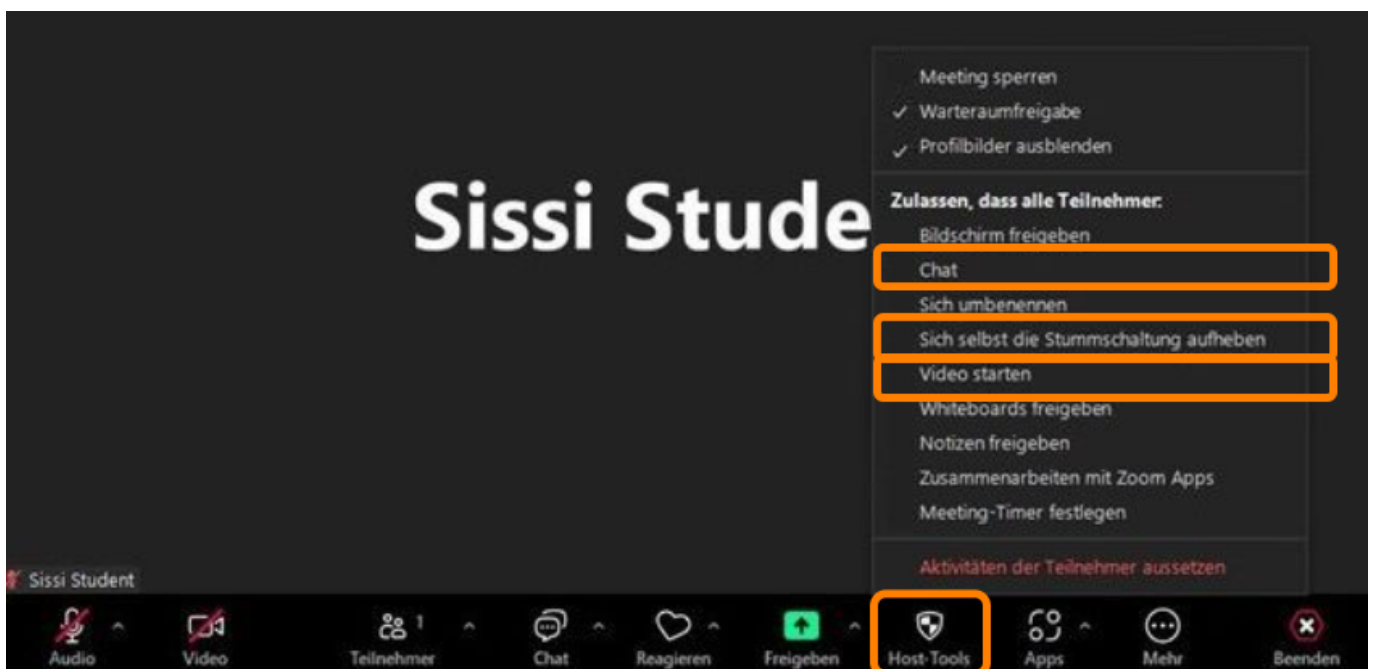 Meeting sperren
Warteraumfreigabe
Profilbilder ausblenden
Sissi Stude
Zulassen, dass alle Teilnehmer:
Bildschirm freigeben
Chat
Sich umbenennen
Sich selbst die Stummschaltung aufheben
Video starten
Whiteboards freigeben
Notizen freigeben
Zusammenarbeiten mit Zoom Apps
Meeting-Timer festlegen
Aktivitäten der Teilnehmer aussetzen
Sissi Student
Audio Video Teilnehmer 1 Chat Reagieren Freigeben Host-Tools Apps Mehr Beenden